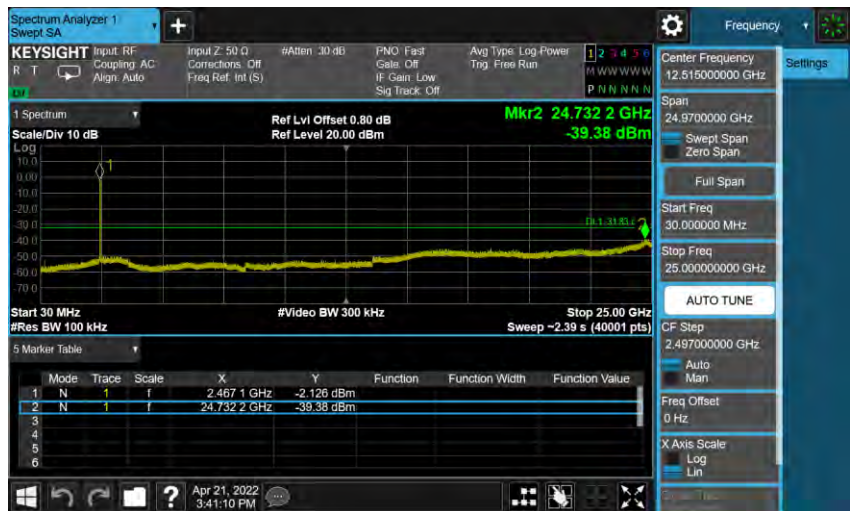 Spectrum Analyzer 1
Swept SA
+
Frequency
KEYSIGHT
R T
Input: RF
Coupling: AC
Align: Auto
Input Z: 50 Ω
Corrections: Off
Freq Ref: Int (S)
#Atten: 30 dB
PNO: Fast
Gate: Off
IF Gain: Low
Sig Track: Off
Avg Type: Log-Power
Trig: Free Run
1 2 3 4 5 6
M W W W W W
P N N N N N
1 Spectrum
Scale/Div 10 dB
Ref Lvl Offset 0.80 dB
Ref Level 20.00 dBm
Mkr2 24.732 2 GHz
-39.38 dBm
Log
10.0
0.00
-10.0
-20.0
-30.0
-40.0
-50.0
-60.0
-70.0
1
Start 30 MHz
#Res BW 100 kHz
#Video BW 300 kHz
Stop 25.00 GHz
Sweep ~2.39 s (40001 pts)
5 Marker Table
Mode Trace Scale X Y Function Function Width Function Value
1 N 1 f 2.467 1 GHz -2.126 dBm
2 N 1 f 24.732 2 GHz -39.38 dBm
3
4
5
6
Center Frequency
12.515000000 GHz
Settings
Span
24.9700000 GHz
Swept Span
Zero Span
Full Span
Start Freq
30.000000 MHz
Stop Freq
25.000000000 GHz
AUTO TUNE
CF Step
2.497000000 GHz
Auto
Man
Freq Offset
0 Hz
X Axis Scale
Log
Lin
?
Apr 21, 2022
3:41:10 PM